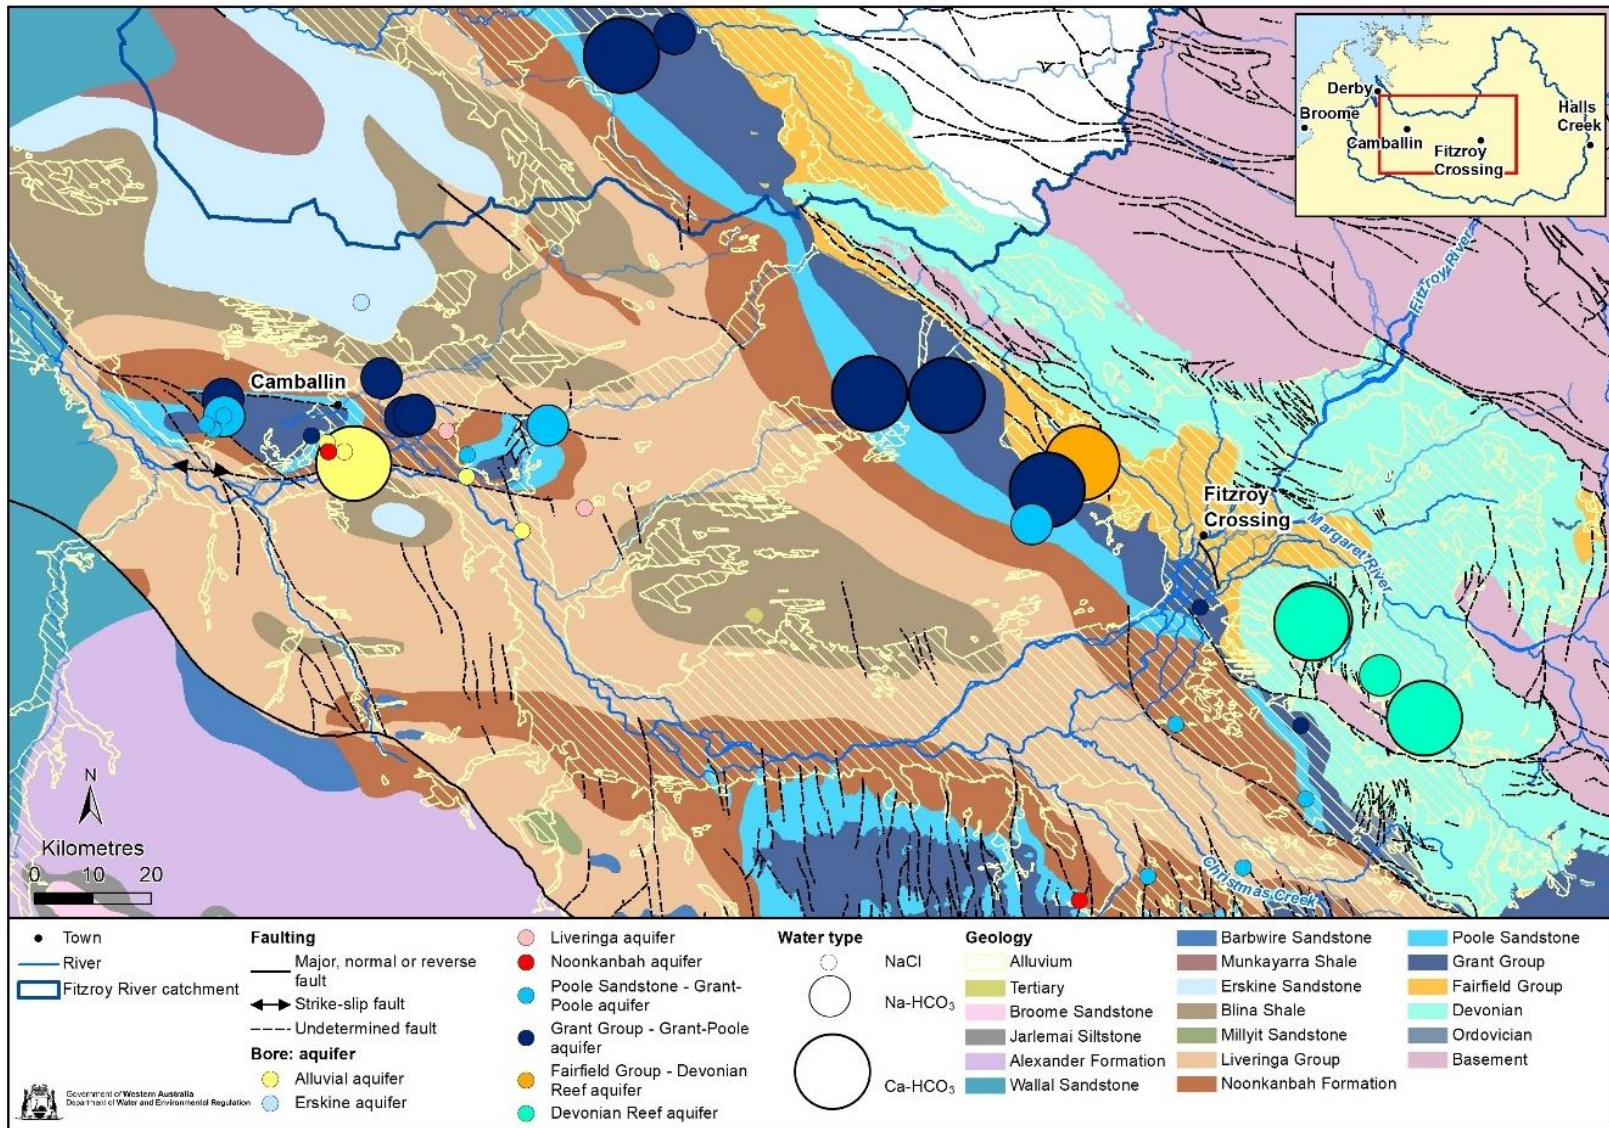 Derby
Broome
Halls
Creek
Camballin
Fitzroy
Crossing
Fitzroy River
Camballin
Fitzroy
Crossing
Margaret River
Christmas Creek
N
Kilometres
0 10 20
Town
River
Fitzroy River catchment
Government of Western Australia
Department of Water and Environmental Regulation
Faulting
Major, normal or reverse
fault
Strike-slip fault
Undetermined fault
Bore: aquifer
Alluvial aquifer
Erskine aquifer
Liveringa aquifer
Noonkanbah aquifer
Poole Sandstone - Grant-
Poole aquifer
Grant Group - Grant-Poole
aquifer
Fairfield Group - Devonian
Reef aquifer
Devonian Reef aquifer
Water type
NaCl
Na-HCO₃
Ca-HCO₃
Geology
Alluvium
Tertiary
Broome Sandstone
Jarlemai Siltstone
Alexander Formation
Wallal Sandstone
Barbwire Sandstone
Munkayarra Shale
Erskine Sandstone
Blina Shale
Millyit Sandstone
Liveringa Group
Noonkanbah Formation
Poole Sandstone
Grant Group
Fairfield Group
Devonian
Ordovician
Basement